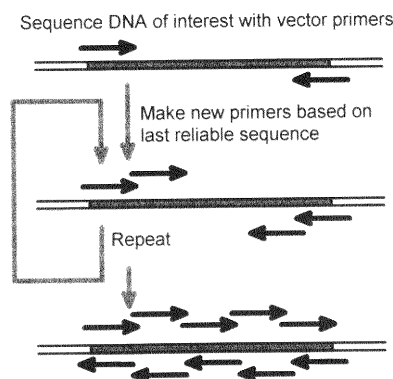 Sequence DNA of interest with vector primers
Make new primers based on
last reliable sequence
Repeat